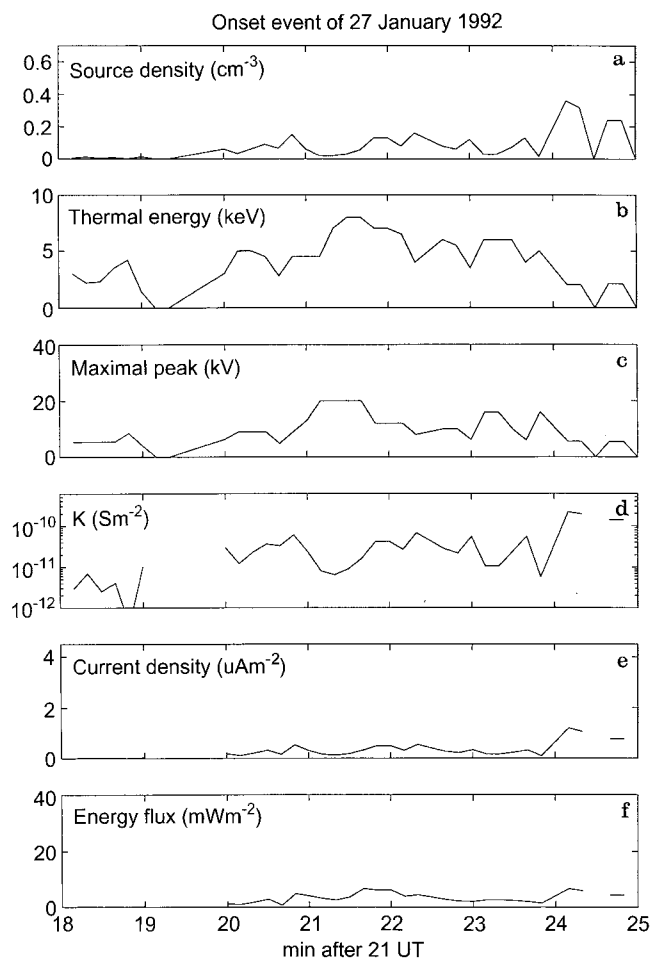 Onset event of 27 January 1992
0.6
0.4
0.2
0
Source density (cm⁻³)
a
10
5
0
Thermal energy (keV)
b
40
20
0
Maximal peak (kV)
c
10⁻¹⁰
10⁻¹¹
10⁻¹²
K (Sm⁻²)
d
4
2
0
Current density (uAm⁻²)
e
40
20
0
Energy flux (mWm⁻²)
f
18 19 20 21 22 23 24 25
min after 21 UT